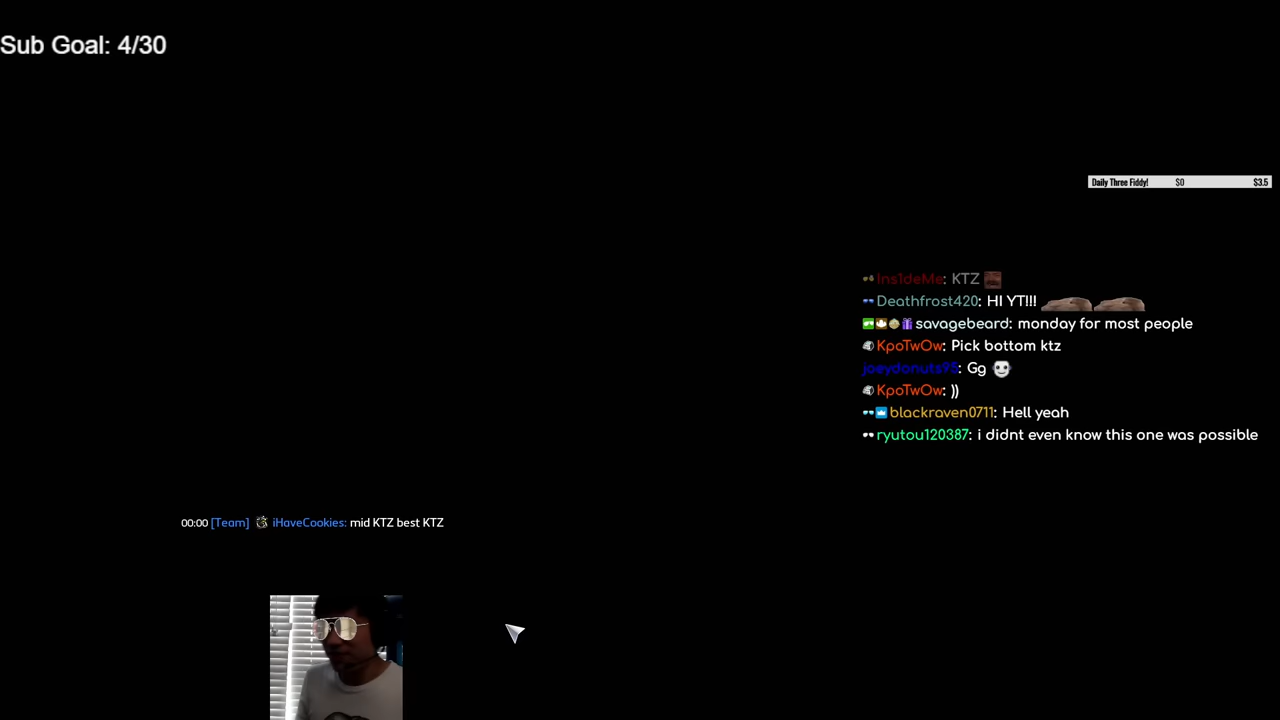 Sub Goal: 4/30
Daily Three Fiddy! $0 $3.5
Ins1deMe: KTZ
Deathfrost420: HI YT!!!
savagebeard: monday for most people
KpoTwOw: Pick bottom ktz
joeydonuts95: Gg
KpoTwOw: ))
blackraven0711: Hell yeah
ryutou120387: i didnt even know this one was possible
00:00 [Team] iHaveCookies: mid KTZ best KTZ